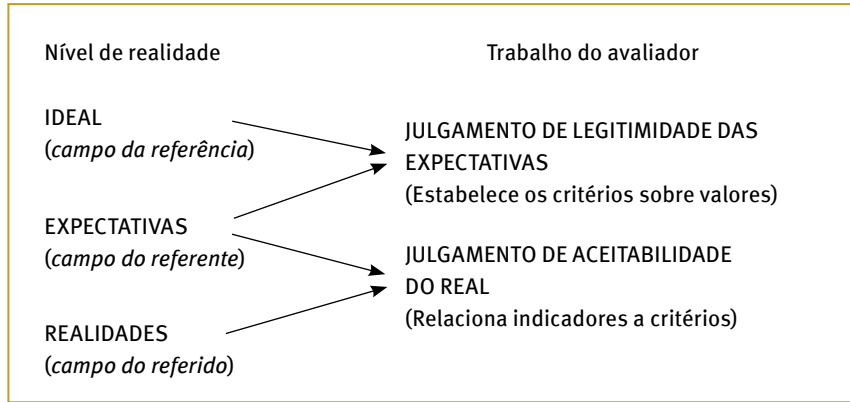 Nível de realidade
Trabalho do avaliador
IDEAL
(campo da referência)
EXPECTATIVAS
(campo do referente)
REALIDADES
(campo do referido)
JULGAMENTO DE LEGITIMIDADE DAS
EXPECTATIVAS
(Estabelece os critérios sobre valores)
JULGAMENTO DE ACEITABILIDADE
DO REAL
(Relaciona indicadores a critérios)